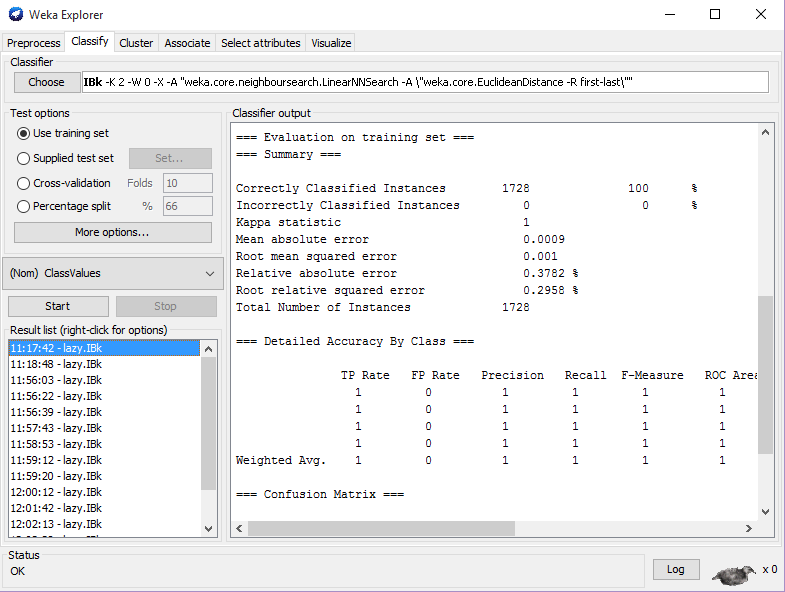 Weka Explorer
Preprocess Classify Cluster Associate Select attributes Visualize
Classifier
Choose IBk -K 2 -W 0 -X -A "weka.core.neighboursearch.LinearNNSearch -A \"weka.core.EuclideanDistance -R first-last\""
Test options
Use training set
Supplied test set Set...
Cross-validation Folds 10
Percentage split % 66
More options...
(Nom) ClassValues
Start Stop
Result list (right-click for options)
11:17:42 - lazy.IBk
11:18:48 - lazy.IBk
11:56:03 - lazy.IBk
11:56:22 - lazy.IBk
11:56:39 - lazy.IBk
11:57:43 - lazy.IBk
11:58:53 - lazy.IBk
11:59:12 - lazy.IBk
11:59:20 - lazy.IBk
12:00:12 - lazy.IBk
12:01:42 - lazy.IBk
12:02:13 - lazy.IBk
Classifier output
=== Evaluation on training set ===
=== Summary ===
Correctly Classified Instances 1728 100 %
Incorrectly Classified Instances 0 0 %
Kappa statistic 1
Mean absolute error 0.0009
Root mean squared error 0.001
Relative absolute error 0.3782 %
Root relative squared error 0.2958 %
Total Number of Instances 1728
=== Detailed Accuracy By Class ===
TP Rate FP Rate Precision Recall F-Measure ROC Area
1 0 1 1 1 1
1 0 1 1 1 1
1 0 1 1 1 1
1 0 1 1 1 1
Weighted Avg. 1 0 1 1 1 1
=== Confusion Matrix ===
Status
OK
Log x 0